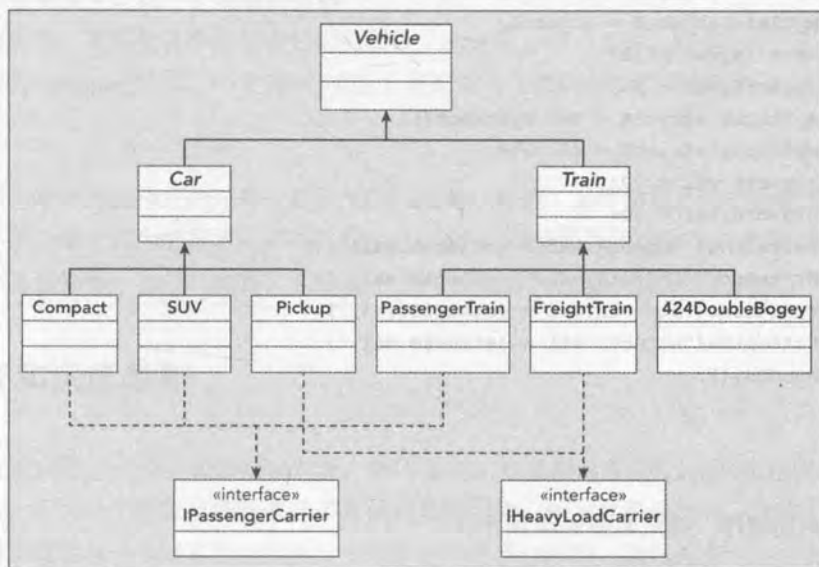 Vehicle
Car
Train
Compact
SUV
Pickup
PassengerTrain
FreightTrain
424DoubleBogey
«interface»
IPassengerCarrier
«interface»
IHeavyLoadCarrier